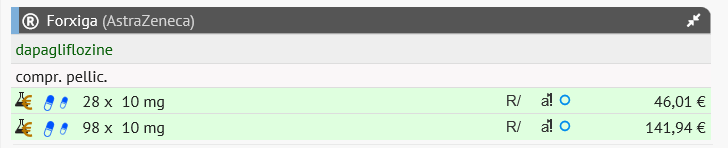 ® Forxiga (AstraZeneca)
dapagliflozine
compr. pellic.
€ 28 x 10 mg R/ a! 46,01 €
€ 98 x 10 mg R/ a! 141,94 €